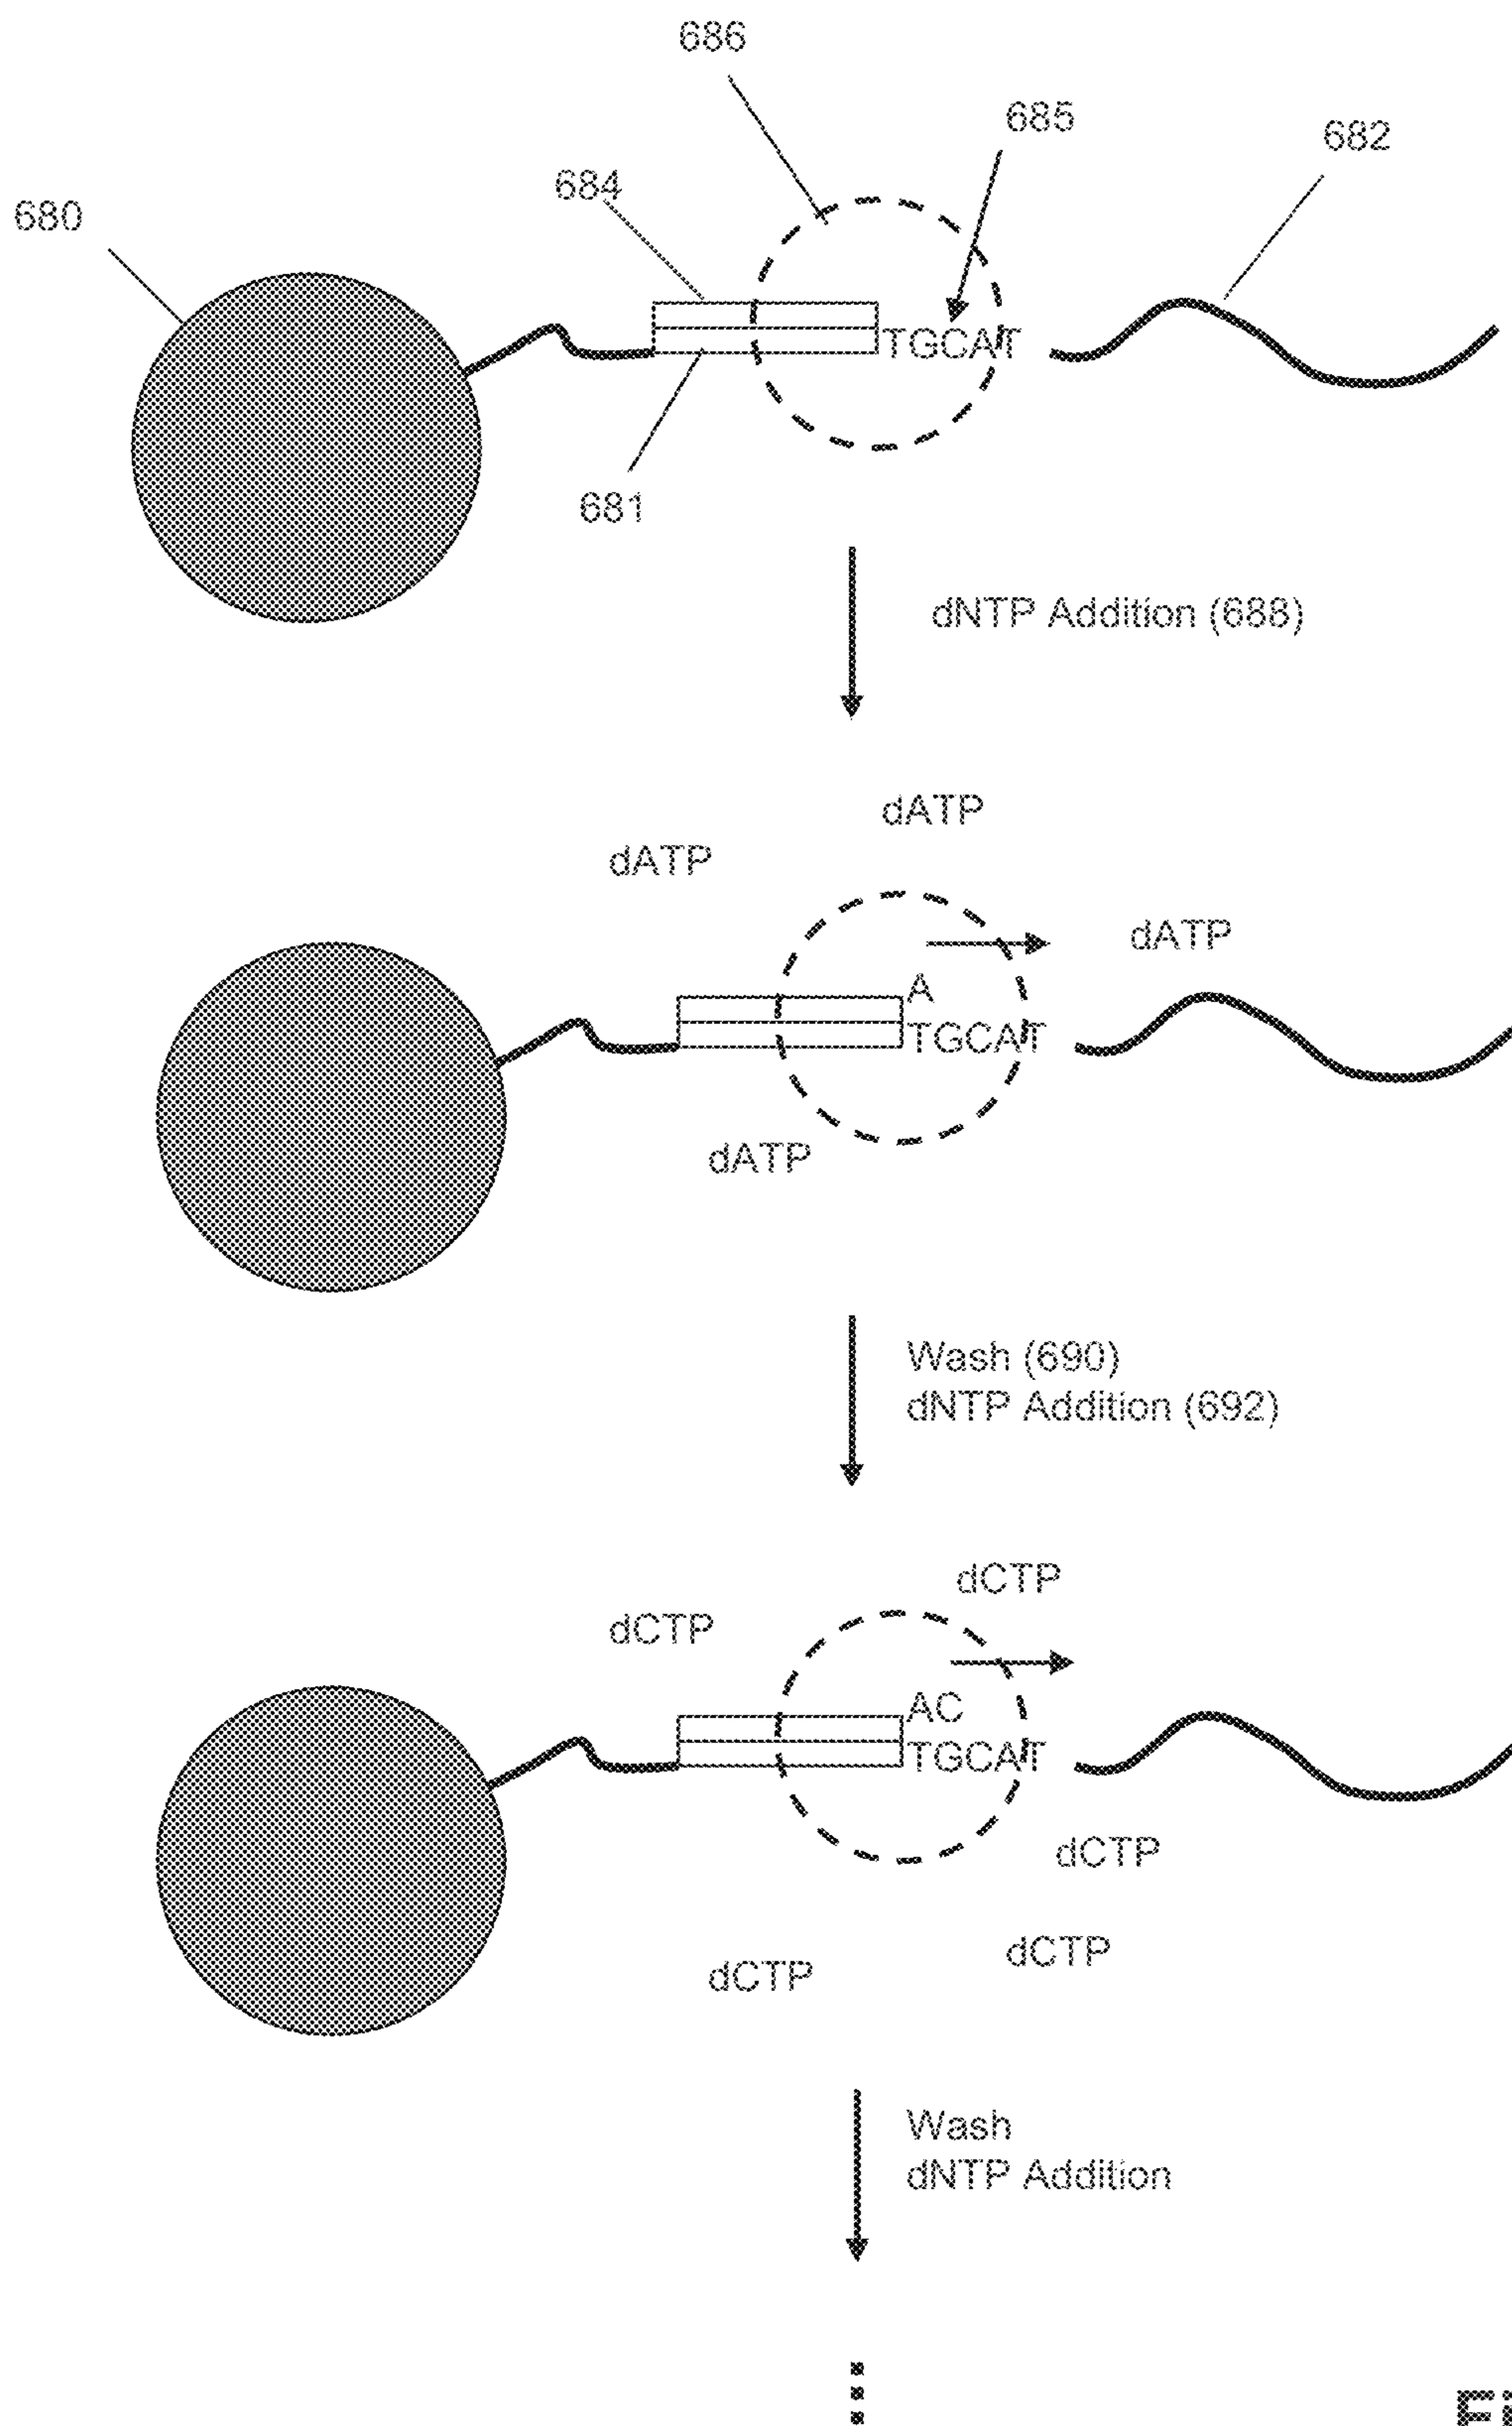 686
685
682
684
680
TGCAT
681
dNTP Addition (688)
dATP
dATP
dATP
A
TGCAT
dATP
Wash (690)
dNTP Addition (692)
dCTP
dCTP
AC
TGCAT
dCTP
dCTP
dCTP
Wash
dNTP Addition
Fi